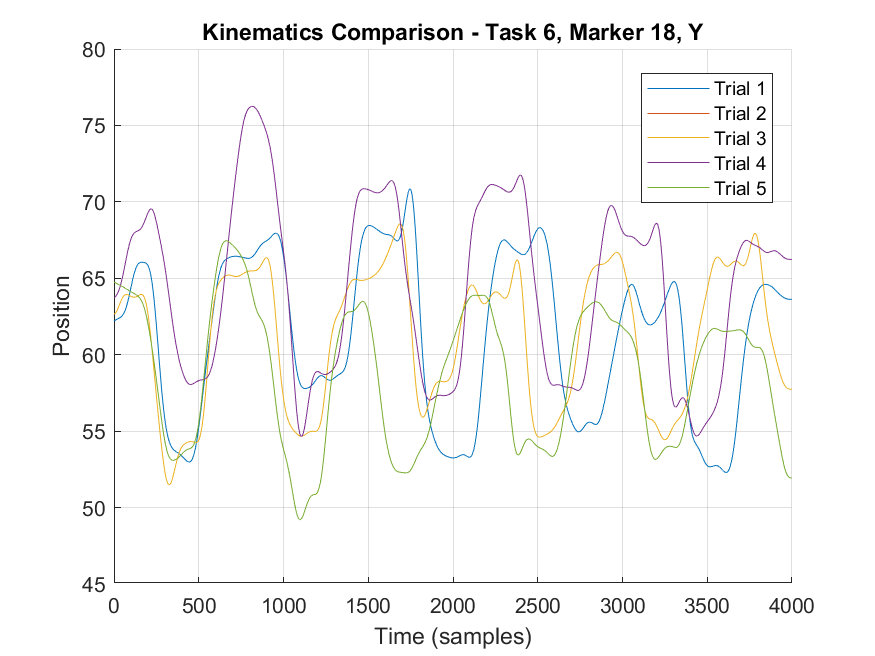 Kinematics Comparison - Task 6, Marker 18, Y
80
75
70
65
60
55
50
45
Position
Trial 1
Trial 2
Trial 3
Trial 4
Trial 5
0 500 1000 1500 2000 2500 3000 3500 4000
Time (samples)